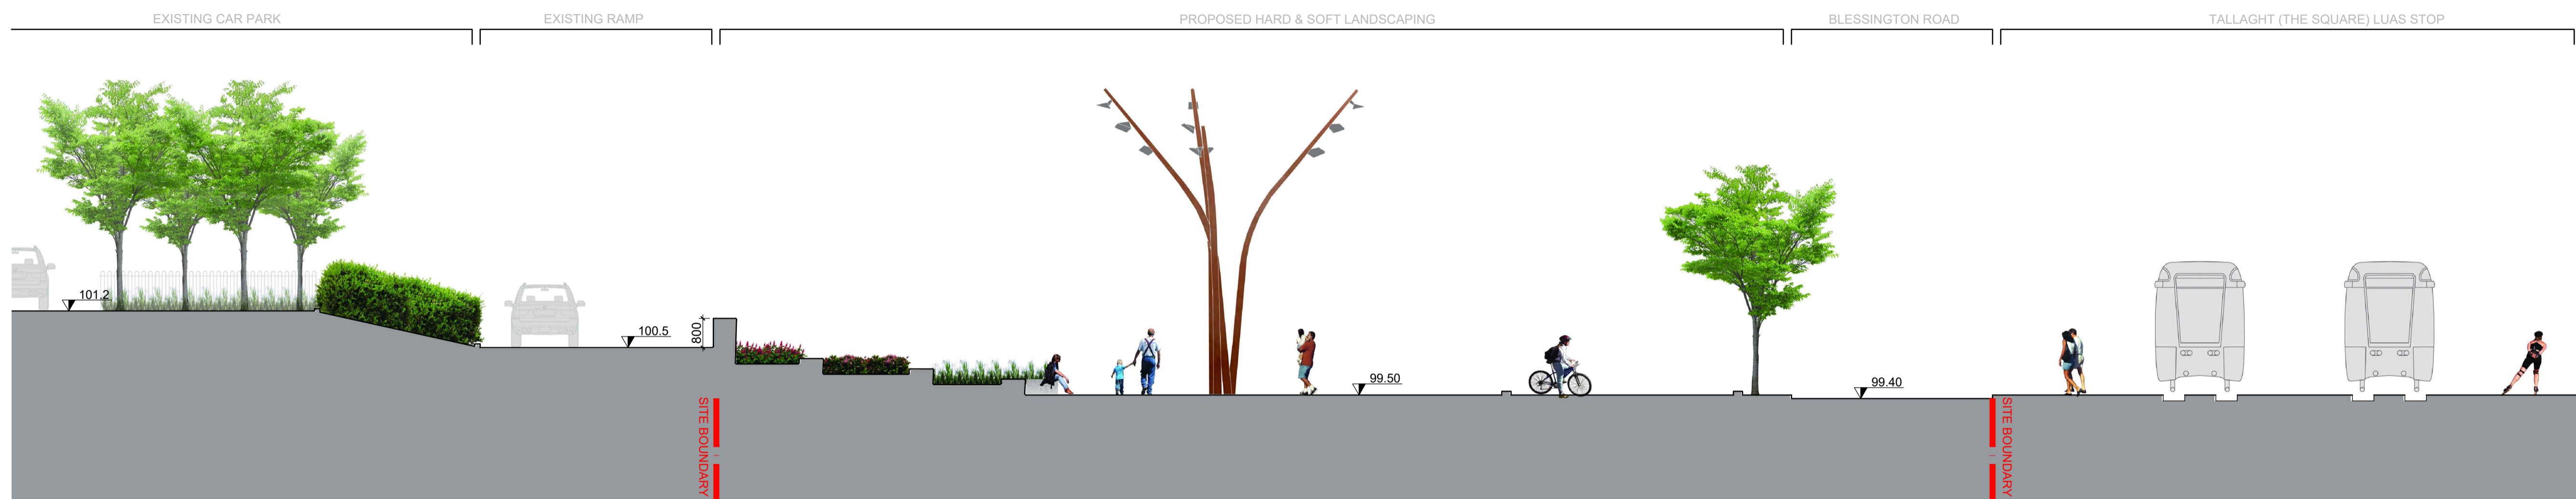 EXISTING CAR PARK
EXISTING RAMP
PROPOSED HARD & SOFT LANDSCAPING
BLESSINGTON ROAD
TALLAGHT (THE SQUARE) LUAS STOP
101.2
100.5
800
99.50
99.40
SITE BOUNDARY
SITE BOUNDARY